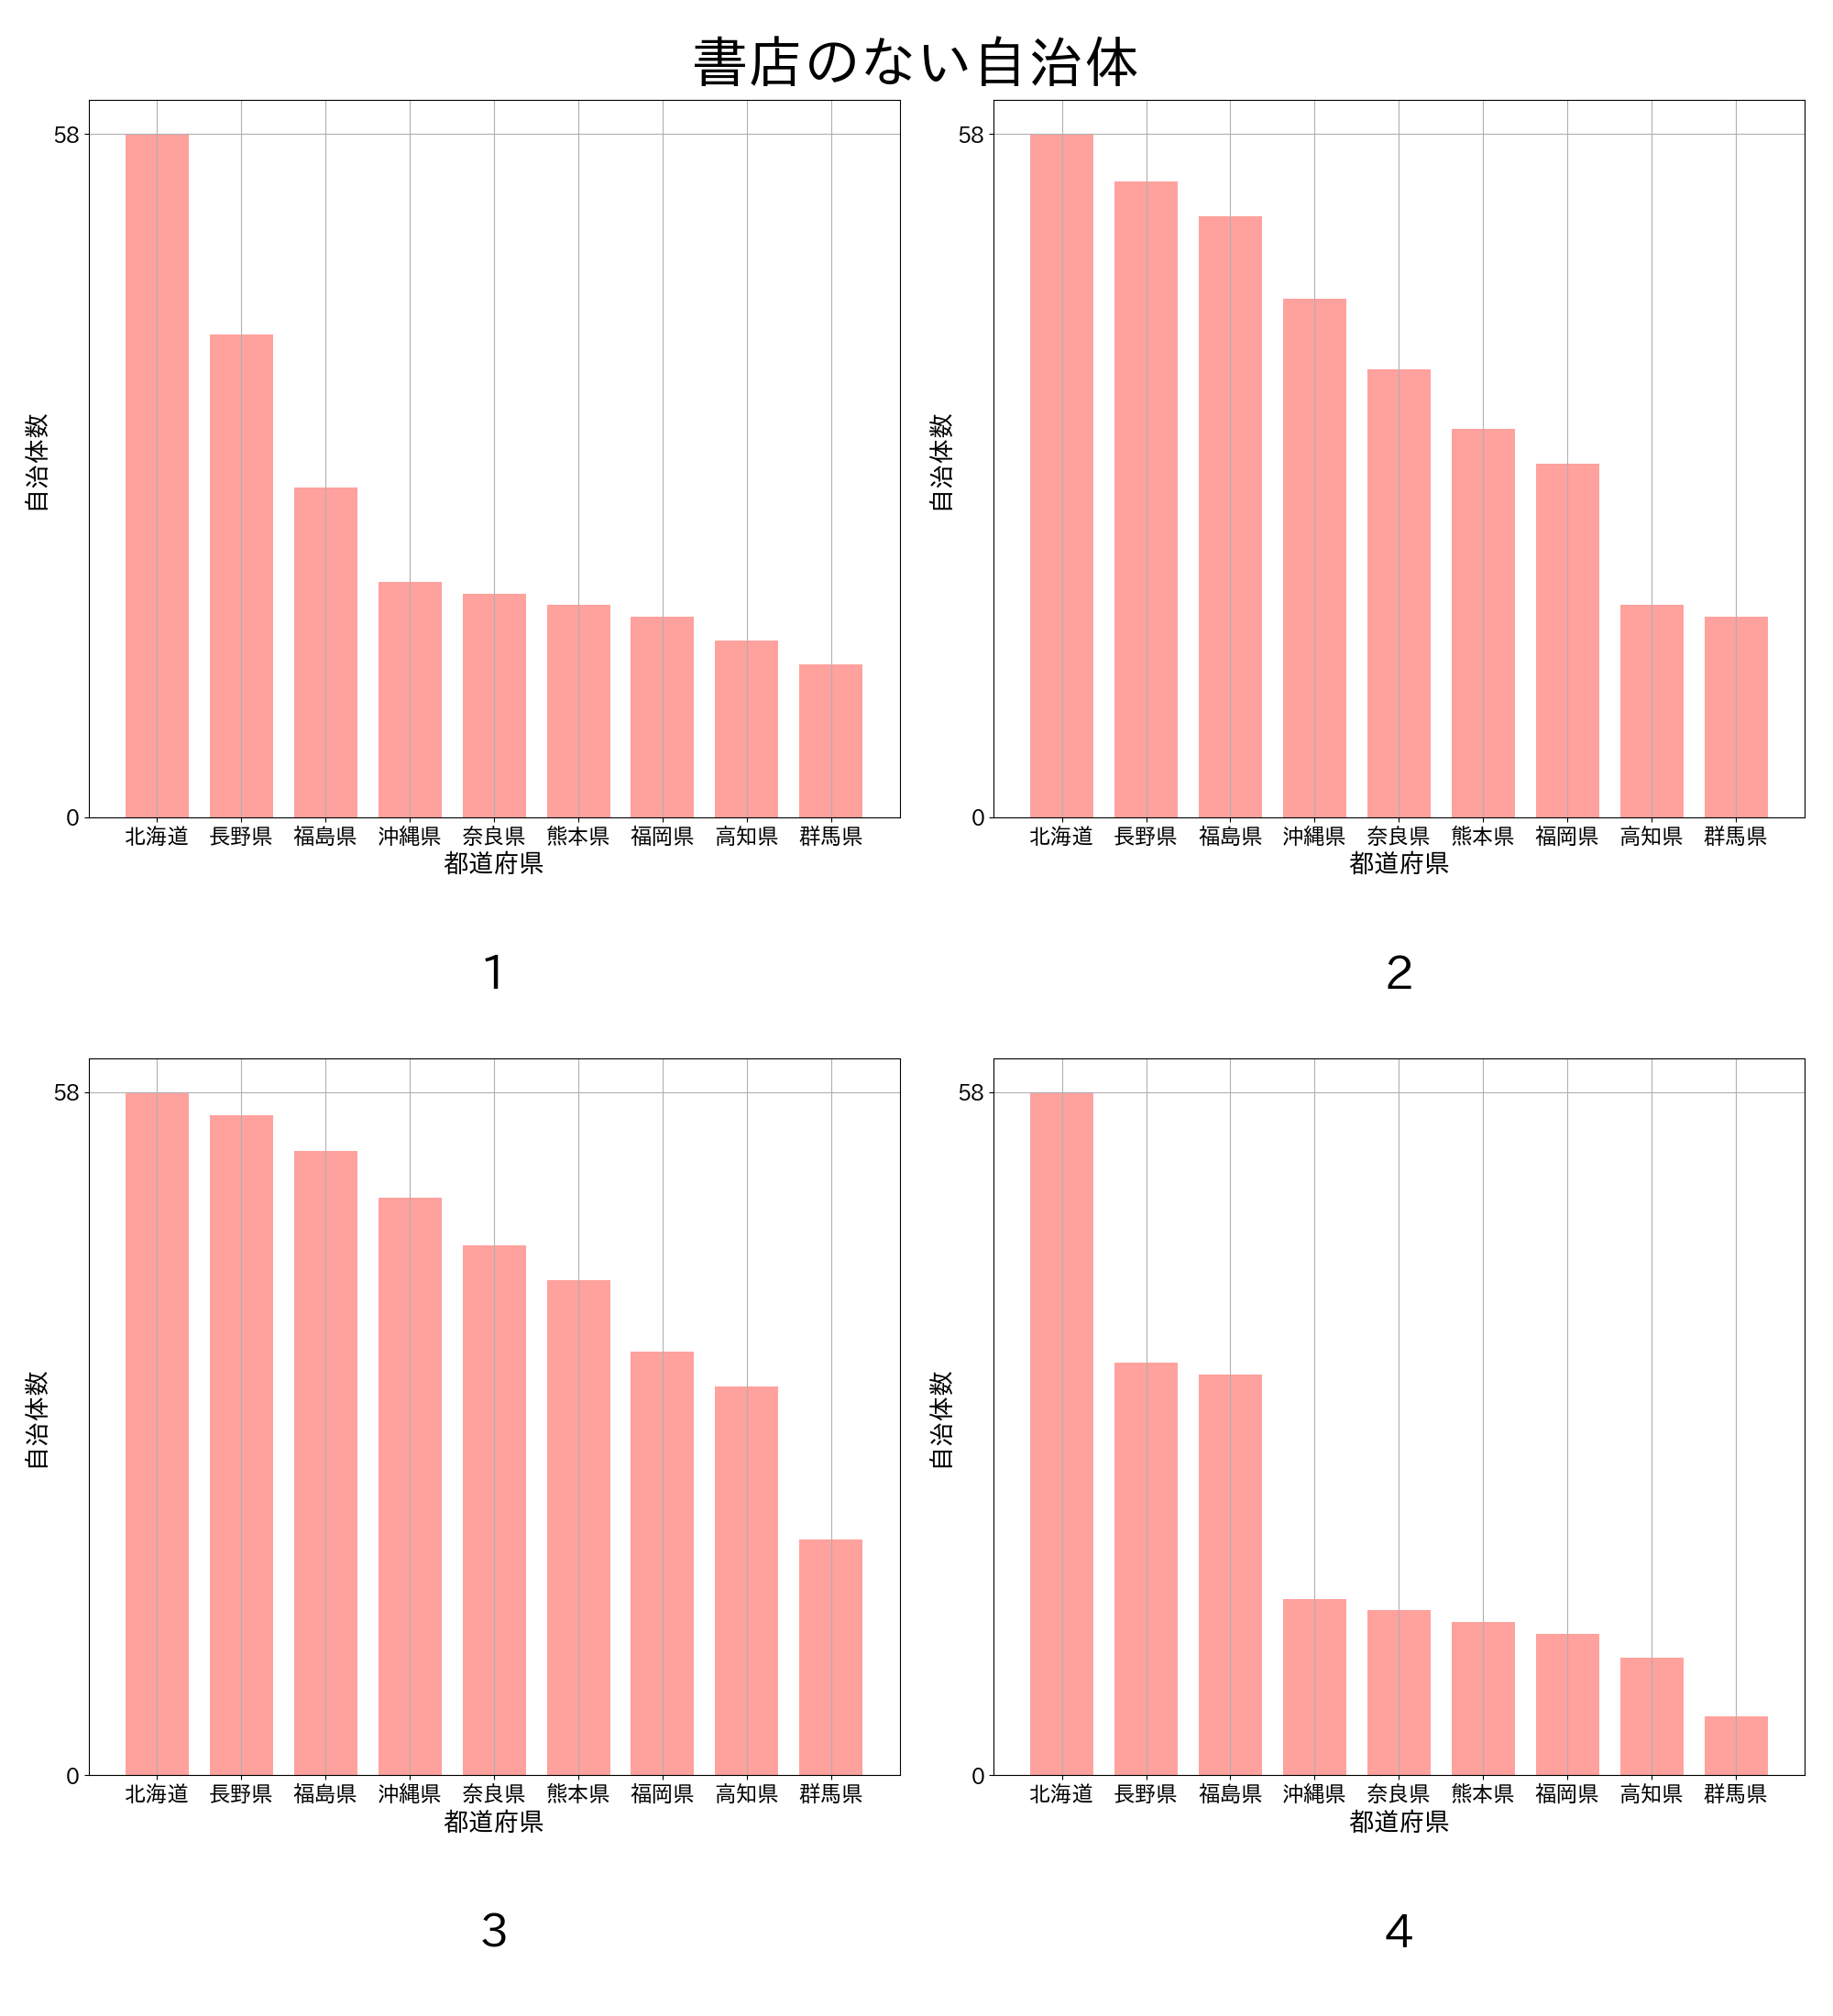 書店のない自治体
58
0
自治体数
北海道 長野県 福島県 沖縄県 奈良県 熊本県 福岡県 高知県 群馬県
都道府県
1
58
0
自治体数
北海道 長野県 福島県 沖縄県 奈良県 熊本県 福岡県 高知県 群馬県
都道府県
2
58
0
自治体数
北海道 長野県 福島県 沖縄県 奈良県 熊本県 福岡県 高知県 群馬県
都道府県
3
58
0
自治体数
北海道 長野県 福島県 沖縄県 奈良県 熊本県 福岡県 高知県 群馬県
都道府県
4